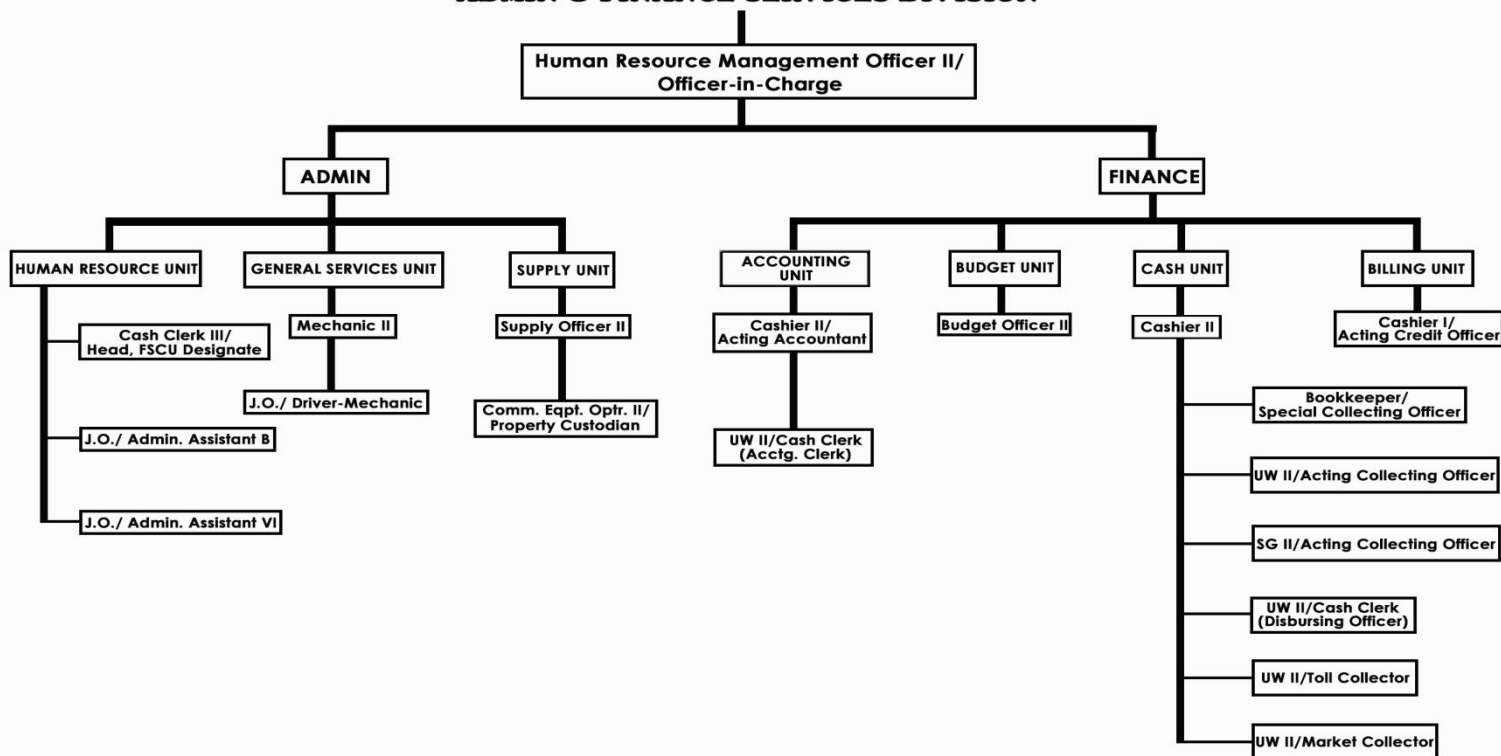 ADMIN & FINANCE SERVICES DIVISION
Human Resource Management Officer II/
Officer-in-Charge
ADMIN
FINANCE
HUMAN RESOURCE UNIT
GENERAL SERVICES UNIT
SUPPLY UNIT
ACCOUNTING
UNIT
BUDGET UNIT
CASH UNIT
BILLING UNIT
Cash Clerk III/
Head, FSCU Designate
J.O./ Admin. Assistant B
J.O./ Admin. Assistant VI
Mechanic II
J.O./ Driver-Mechanic
Supply Officer II
Comm. Eqpt. Optr. II/
Property Custodian
Cashier II/
Acting Accountant
UW II/Cash Clerk
(Acctg. Clerk)
Budget Officer II
Cashier II
Bookkeeper/
Special Collecting Officer
UW II/Acting Collecting Officer
SG II/Acting Collecting Officer
UW II/Cash Clerk
(Disbursing Officer)
UW II/Toll Collector
UW II/Market Collector
Cashier I/
Acting Credit Officer